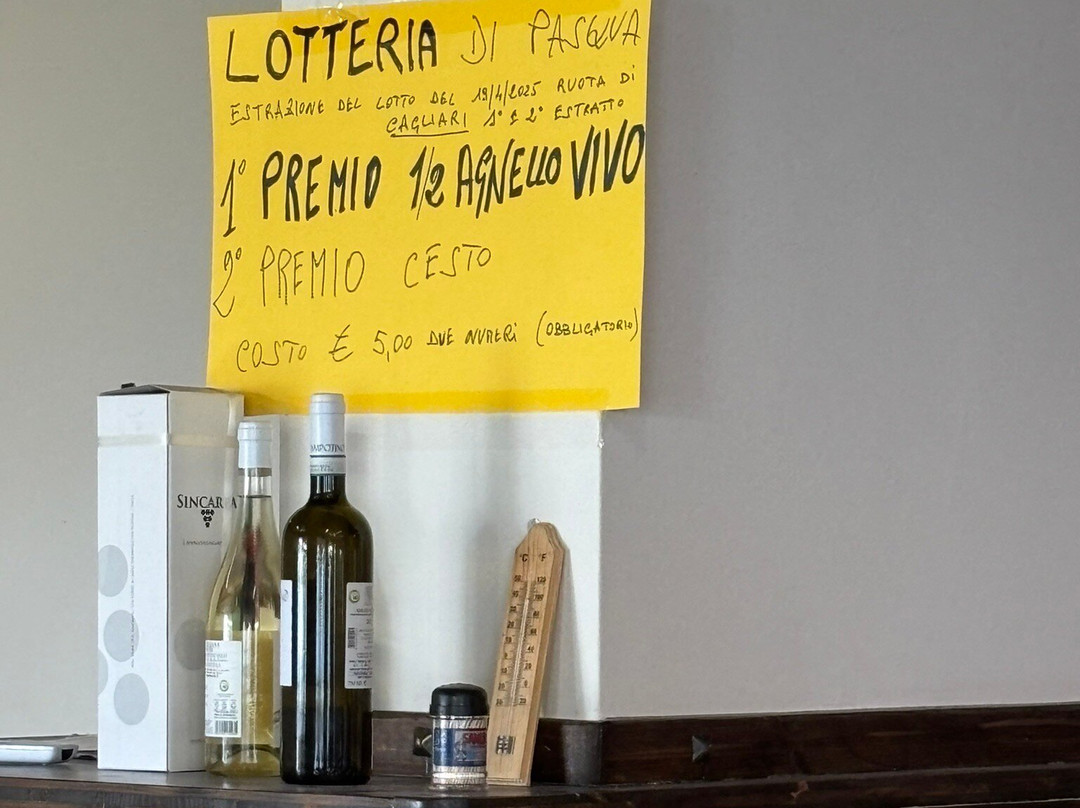 LOTTERIA DI PASQUA
ESTRAZIONE DEL LOTTO DEL 19/4/2025 RUOTA DI
CAGLIARI 1° E 2° ESTRATTO
1° PREMIO 1/2 AGNELLO VIVO
2° PREMIO CESTO
COSTO € 5,00 DUE NUMERI (OBBLIGATORIO)
°C °F